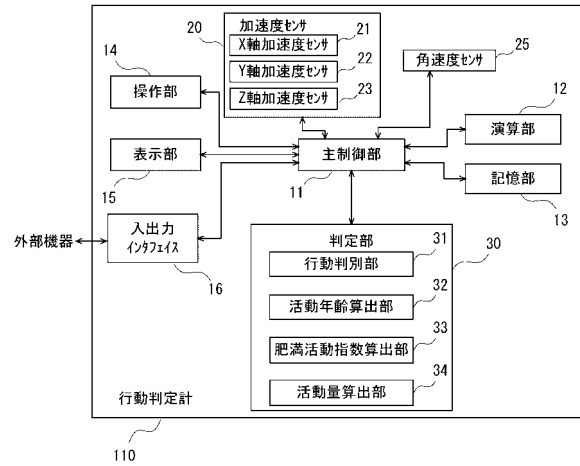 20
加速度センサ
21
X軸加速度センサ
22
Y軸加速度センサ
23
Z軸加速度センサ
25
角速度センサ
14
操作部
12
演算部
表示部
15
主制御部
11
記憶部
13
外部機器
入出力
インタフェイス
16
判定部
30
31
行動判別部
32
活動年齢算出部
33
肥満活動指数算出部
34
活動量算出部
行動判定計
110